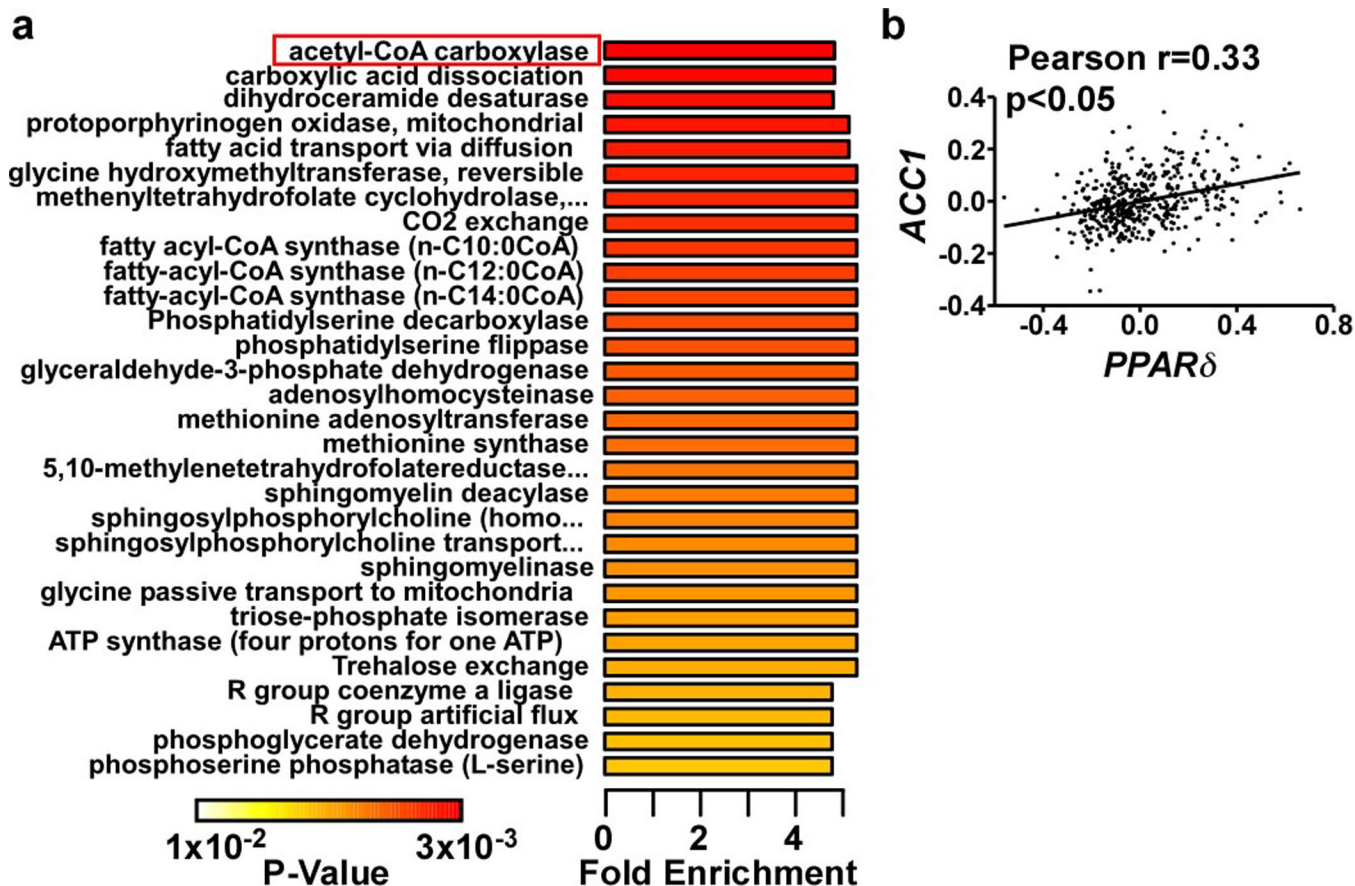 a
acetyl-CoA carboxylase
carboxylic acid dissociation
dihydroceramide desaturase
protoporphyrinogen oxidase, mitochondrial
fatty acid transport via diffusion
glycine hydroxymethyltransferase, reversible
methenyltetrahydrofolate cyclohydrolase,...
CO2 exchange
fatty acyl-CoA synthase (n-C10:0CoA)
fatty-acyl-CoA synthase (n-C12:0CoA)
fatty-acyl-CoA synthase (n-C14:0CoA)
Phosphatidylserine decarboxylase
phosphatidylserine flippase
glyceraldehyde-3-phosphate dehydrogenase
adenosylhomocysteinase
methionine adenosyltransferase
methionine synthase
5,10-methylenetetrahydrofolatereductase...
sphingomyelin deacylase
sphingosylphosphorylcholine (homo...
sphingosylphosphorylcholine transport...
sphingomyelinase
glycine passive transport to mitochondria
triose-phosphate isomerase
ATP synthase (four protons for one ATP)
Trehalose exchange
R group coenzyme a ligase
R group artificial flux
phosphoglycerate dehydrogenase
phosphoserine phosphatase (L-serine)
1x10⁻² 3x10⁻³
P-Value
0 2 4
Fold Enrichment
b
Pearson r=0.33
p<0.05
0.4
0.2
0.0
-0.2
-0.4
ACC1
-0.4 0.0 0.4 0.8
PPARδ